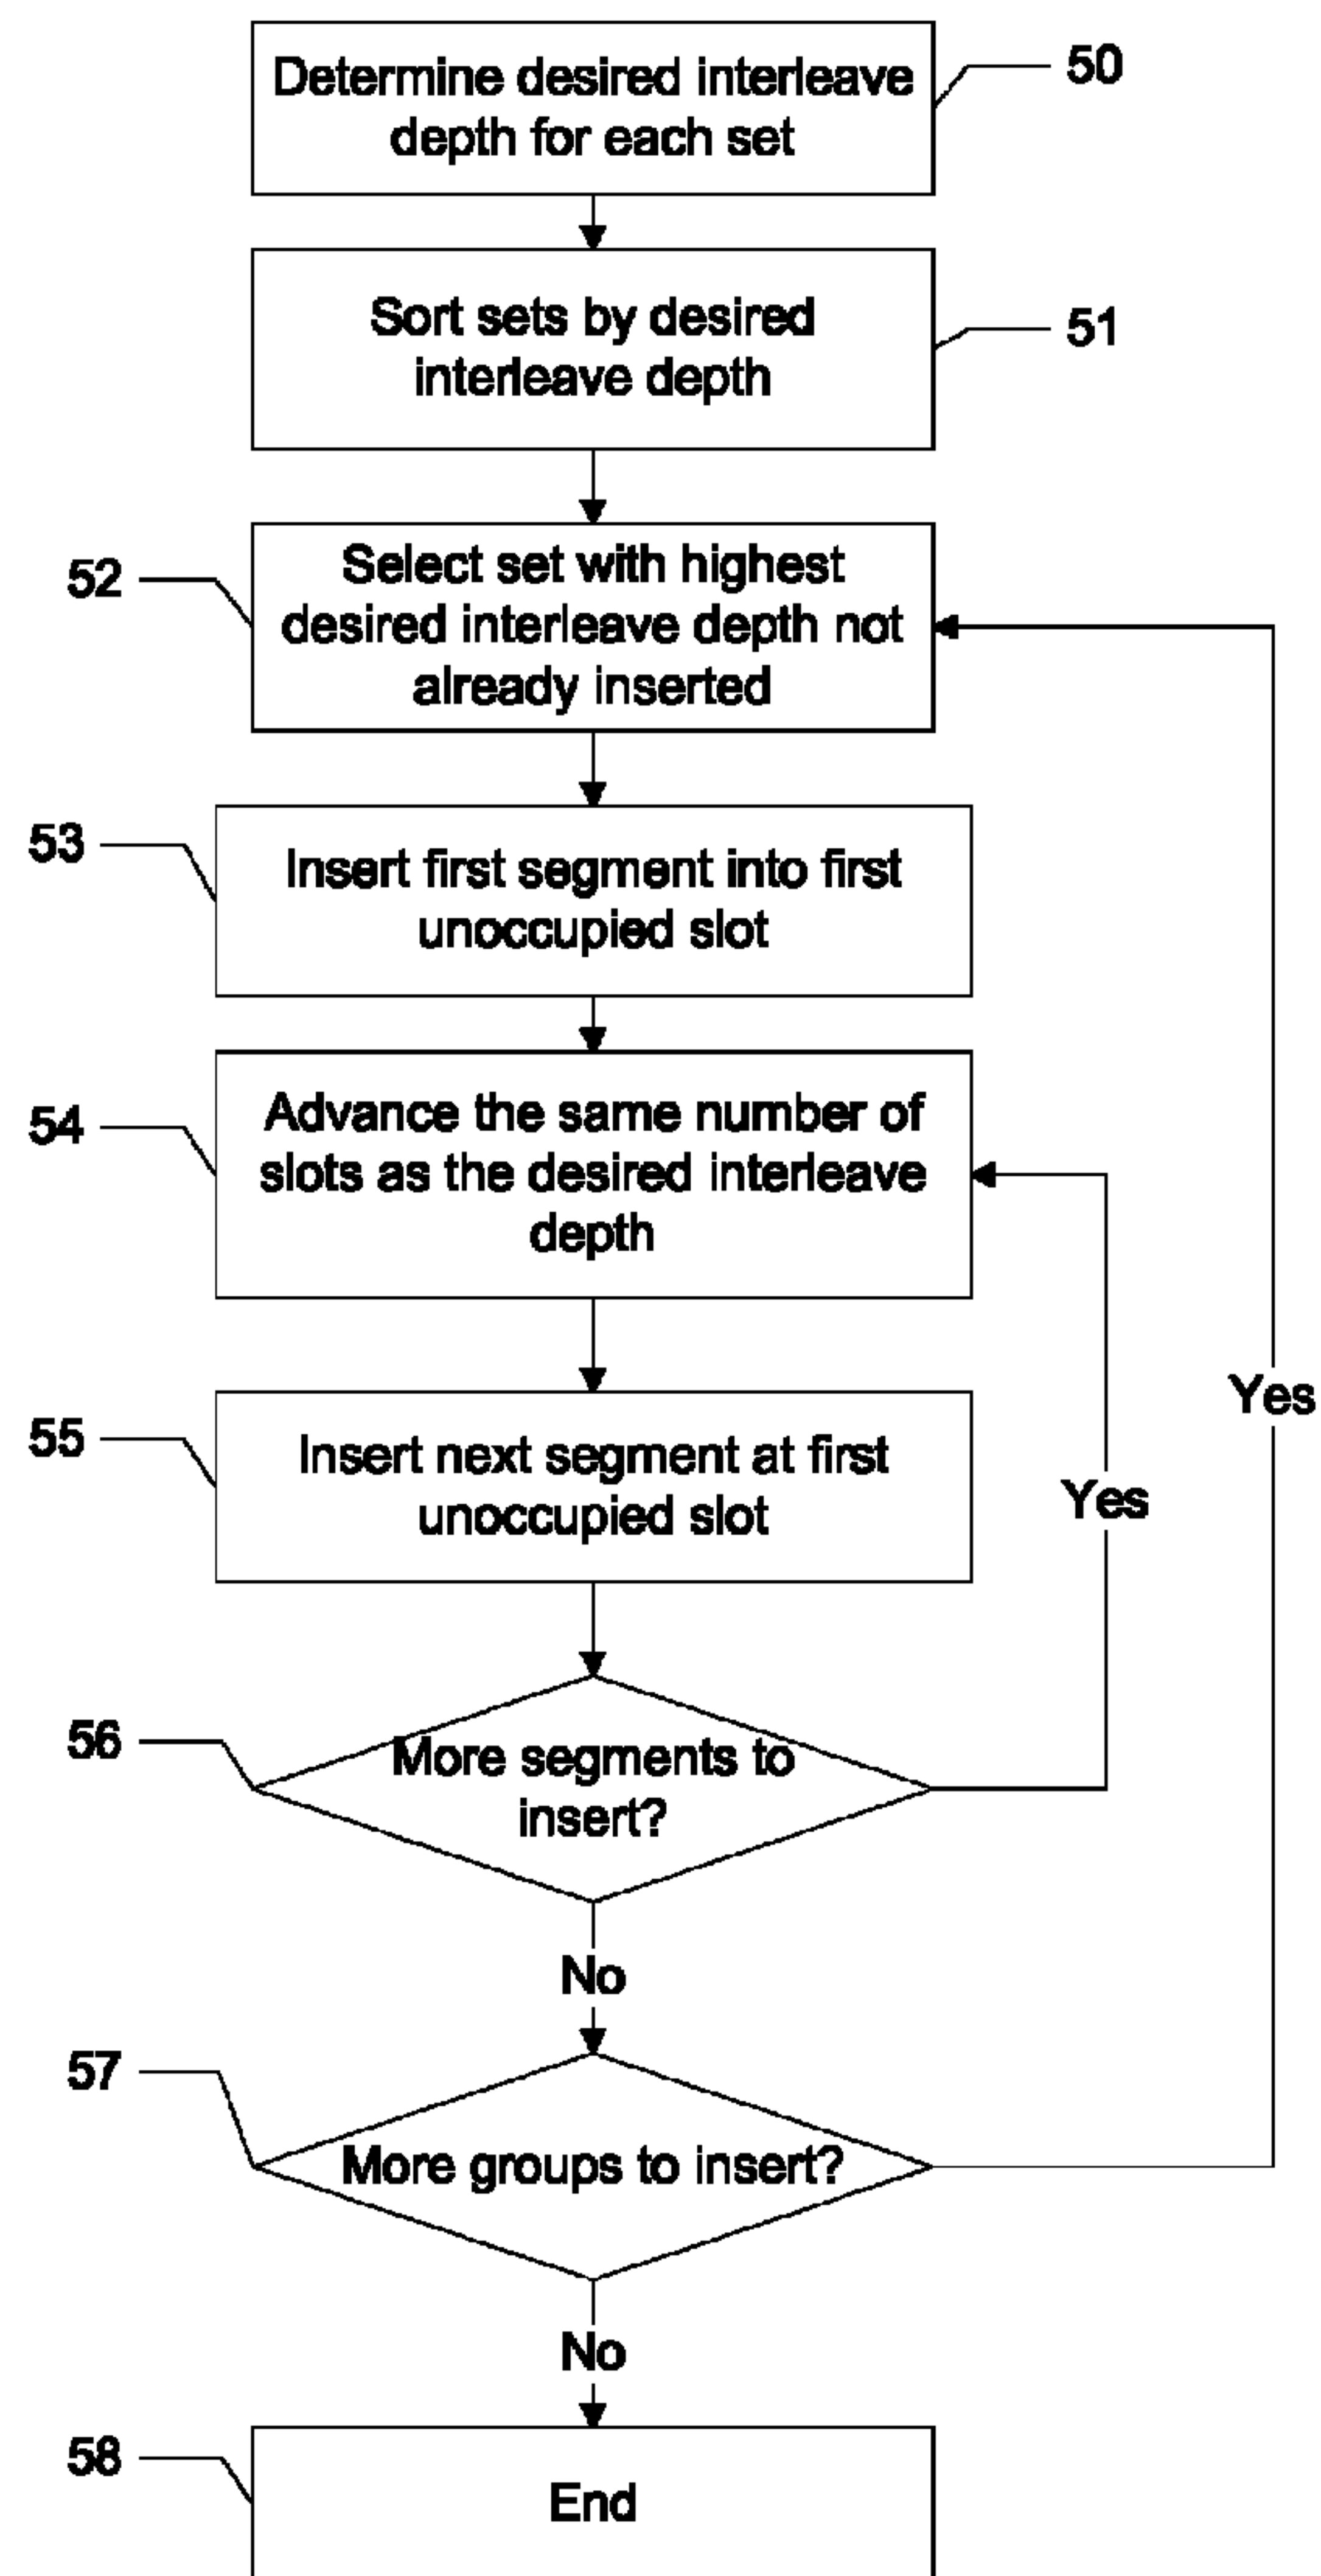 Determine desired interleave
depth for each set
50
Sort sets by desired
interleave depth
51
52
Select set with highest
desired interleave depth not
already inserted
53
Insert first segment into first
unoccupied slot
54
Advance the same number of
slots as the desired interleave
depth
55
Insert next segment at first
unoccupied slot
Yes
Yes
56
More segments to
insert?
No
57
More groups to insert?
No
58
End